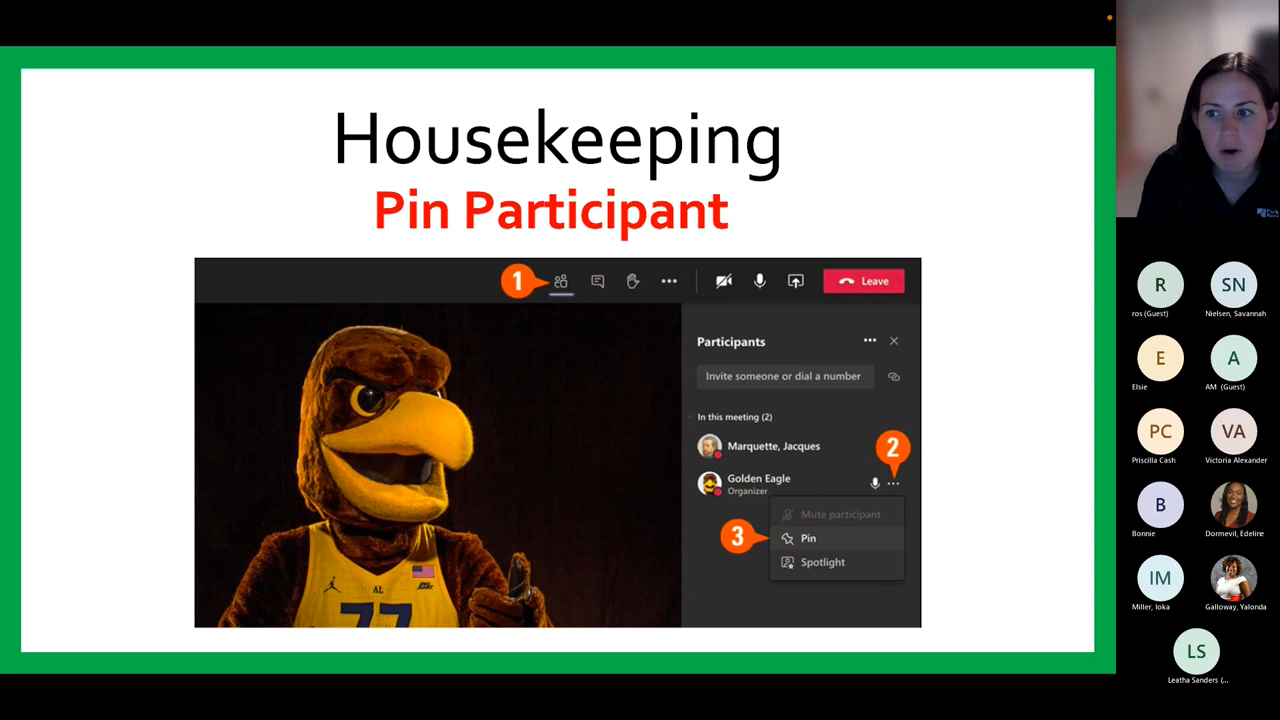 Housekeeping
Pin Participant
1
Leave
Participants
Invite someone or dial a number
In this meeting (2)
Marquette, Jacques
2
Golden Eagle
Organizer
Mute participant
3
Pin
Spotlight
AL
77
R
ros (Guest)
SN
Nielsen, Savannah
E
Elsie
A
AM (Guest)
PC
Priscilla Cash
VA
Victoria Alexander
B
Bonnie
Dormevil, Edeline
IM
Miller, Ioka
Galloway, Yalonda
LS
Leatha Sanders (...